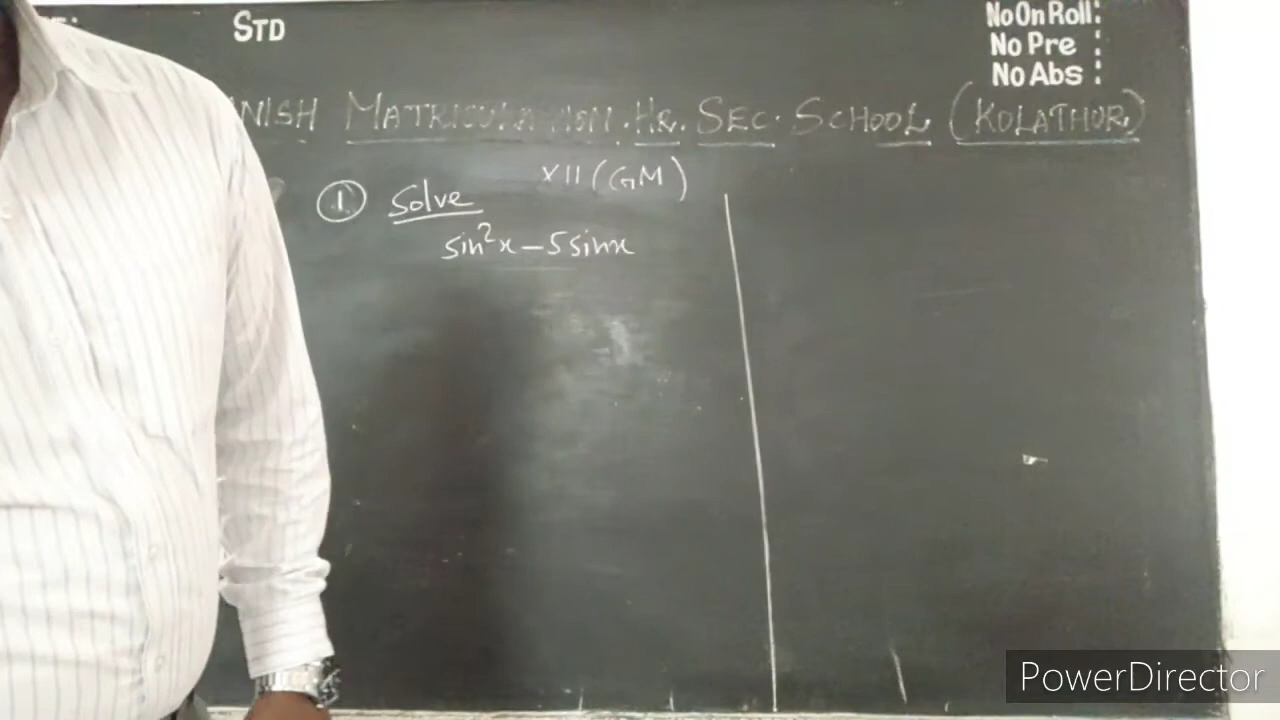 STD
No On Roll :
No Pre :
No Abs :
NISH MATRICULATION. HR. SEC. SCHOOL (KOLATHUR)
XII (GM)
① Solve
sin²x – 5 sinx
PowerDirector